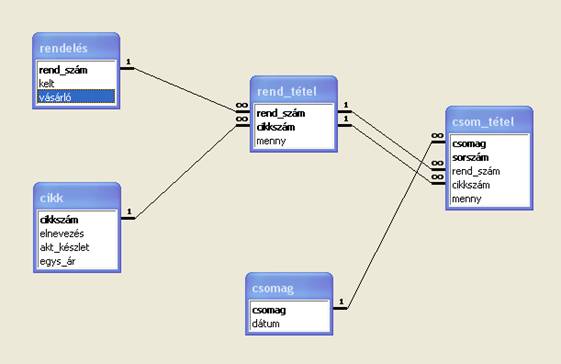 rendelés
rend_szám
kelt
vásárló
1
∞
∞
rend_tétel
rend_szám
cikkszám
menny
1
1
∞
∞
∞
csom_tétel
csomag
sorszám
rend_szám
cikkszám
menny
cikk
cikkszám
elnevezés
akt_készlet
egys_ár
1
csomag
csomag
dátum
1